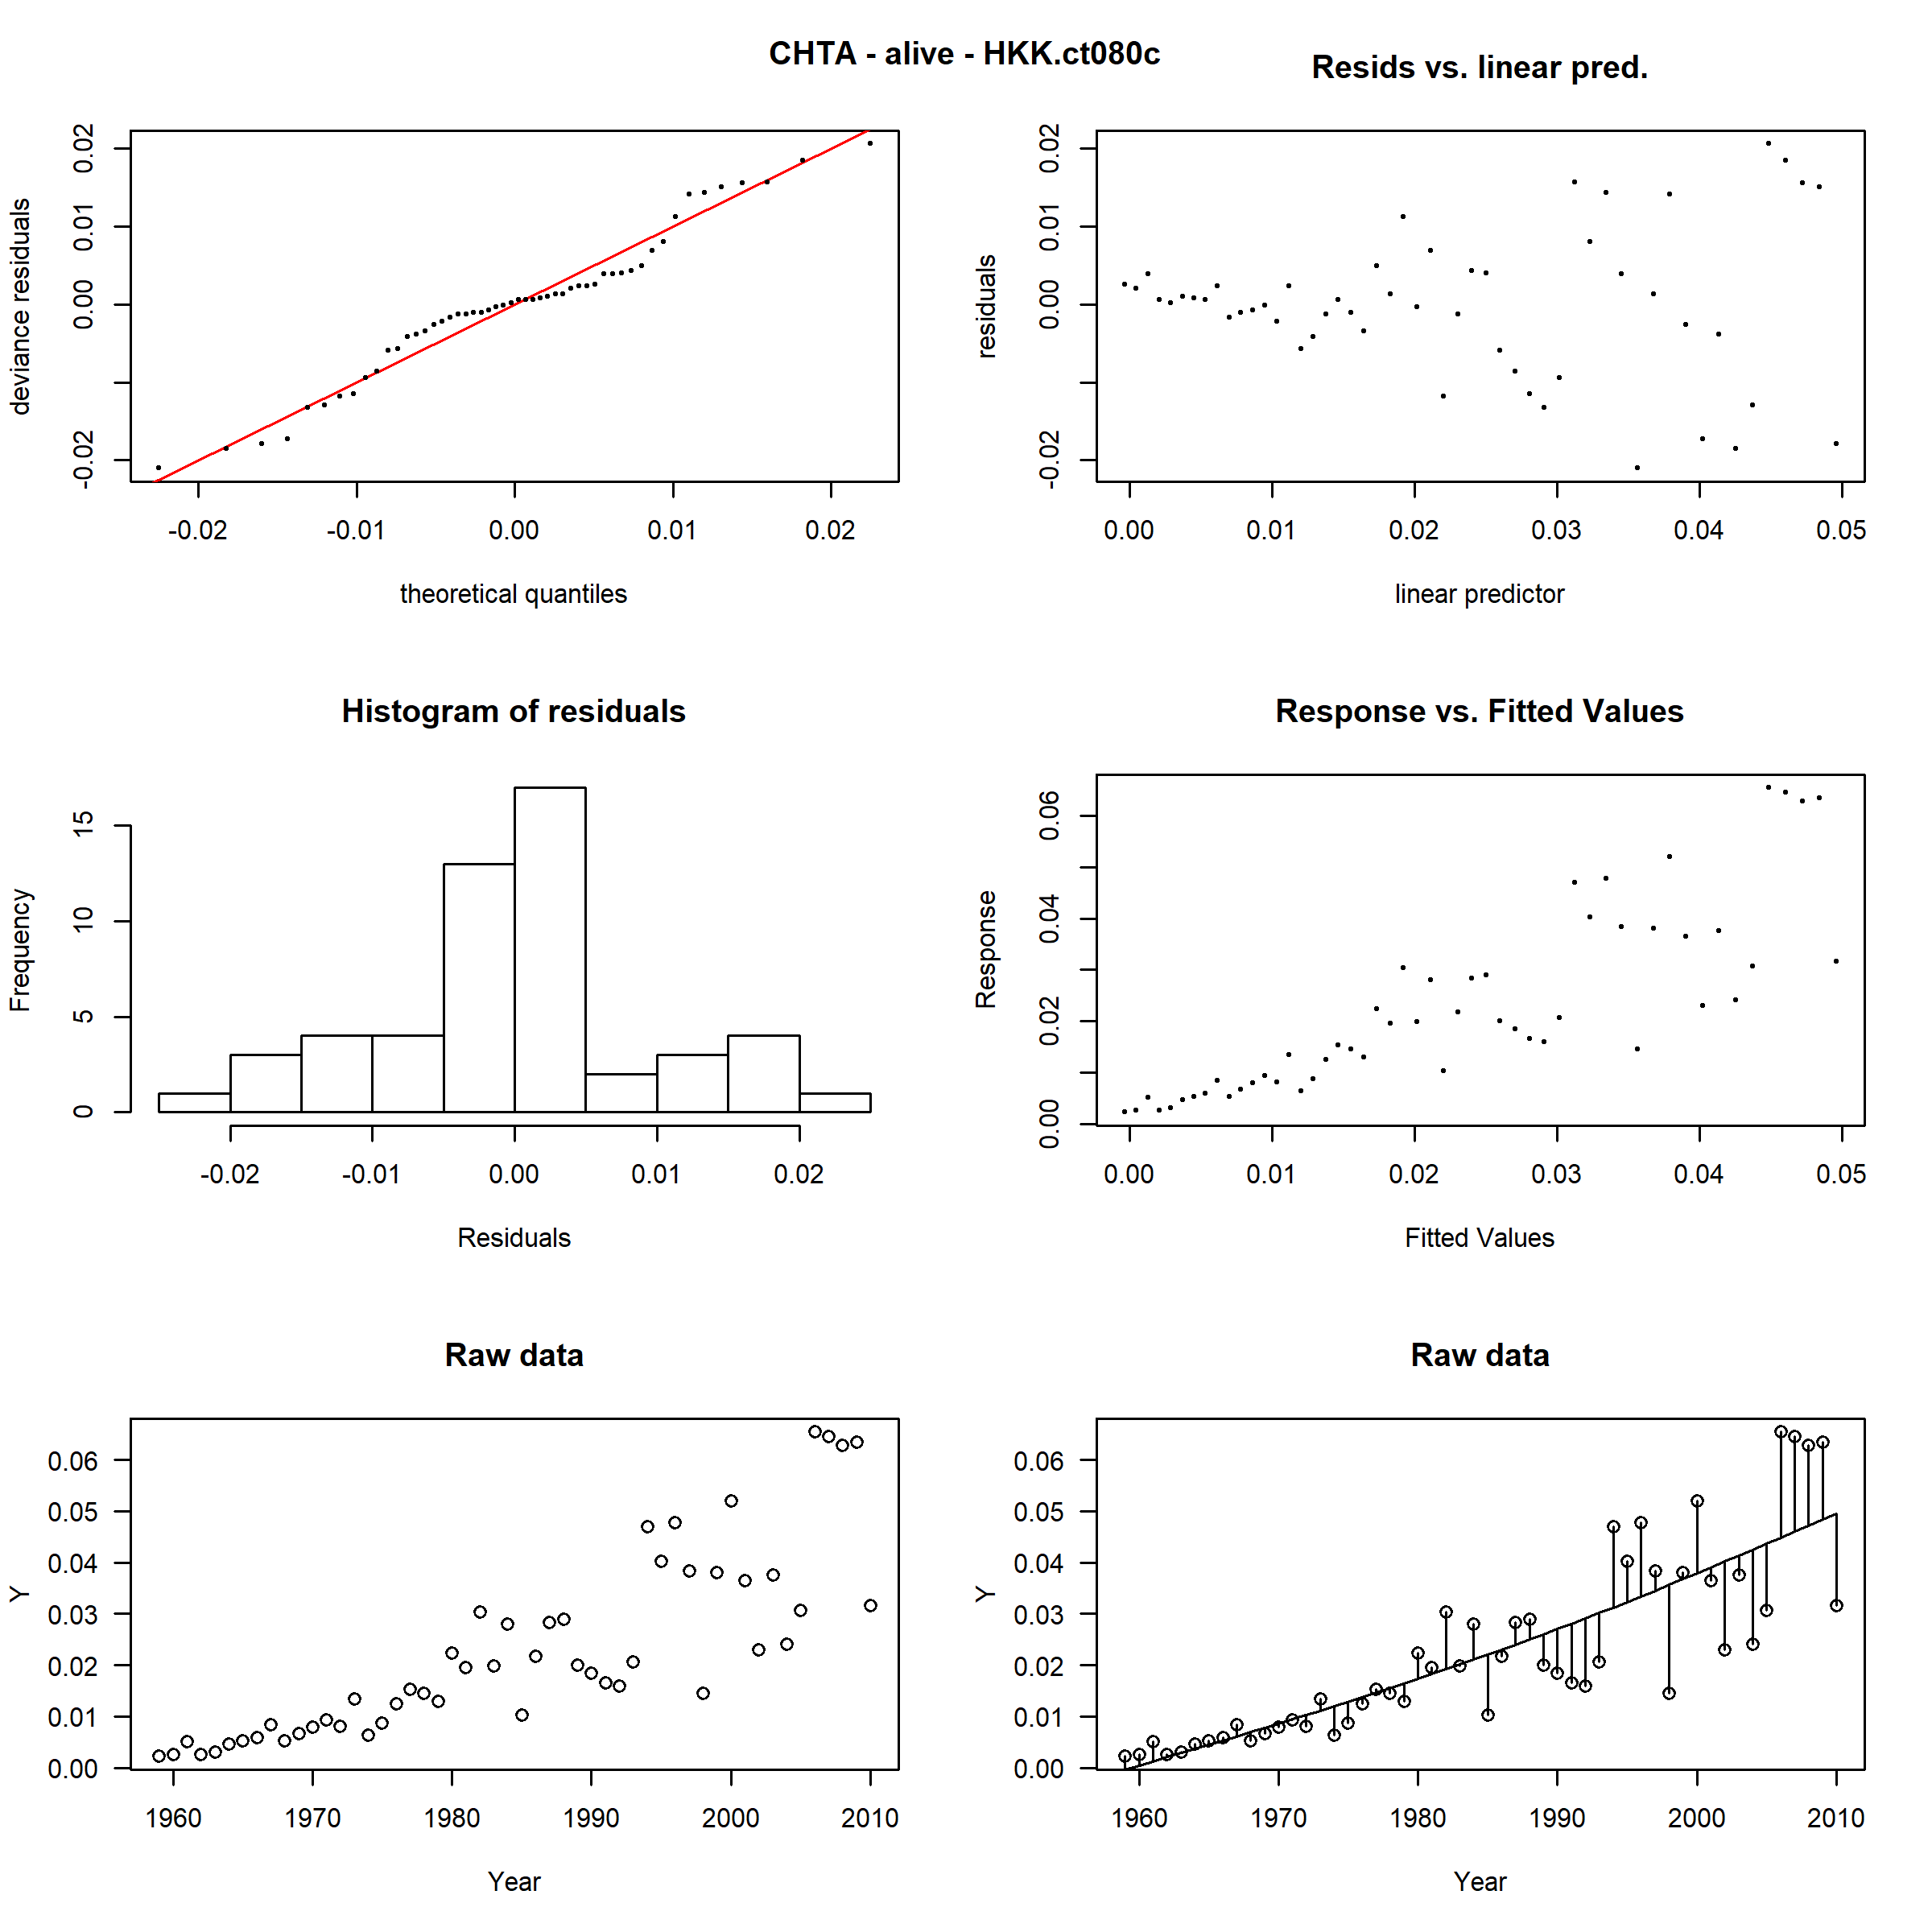 CHTA - alive - HKK.ct080c
Resids vs. linear pred.
deviance residuals
-0.02 0.00 0.01 0.02
-0.02 -0.01 0.00 0.01 0.02
theoretical quantiles
residuals
-0.02 0.00 0.01 0.02
0.00 0.01 0.02 0.03 0.04 0.05
linear predictor
Histogram of residuals
Frequency
0 5 10 15
-0.02 -0.01 0.00 0.01 0.02
Residuals
Response vs. Fitted Values
Response
0.00 0.02 0.04 0.06
0.00 0.01 0.02 0.03 0.04 0.05
Fitted Values
Raw data
Y
0.06
0.05
0.04
0.03
0.02
0.01
0.00
1960 1970 1980 1990 2000 2010
Year
Raw data
Y
0.06
0.05
0.04
0.03
0.02
0.01
0.00
1960 1970 1980 1990 2000 2010
Year